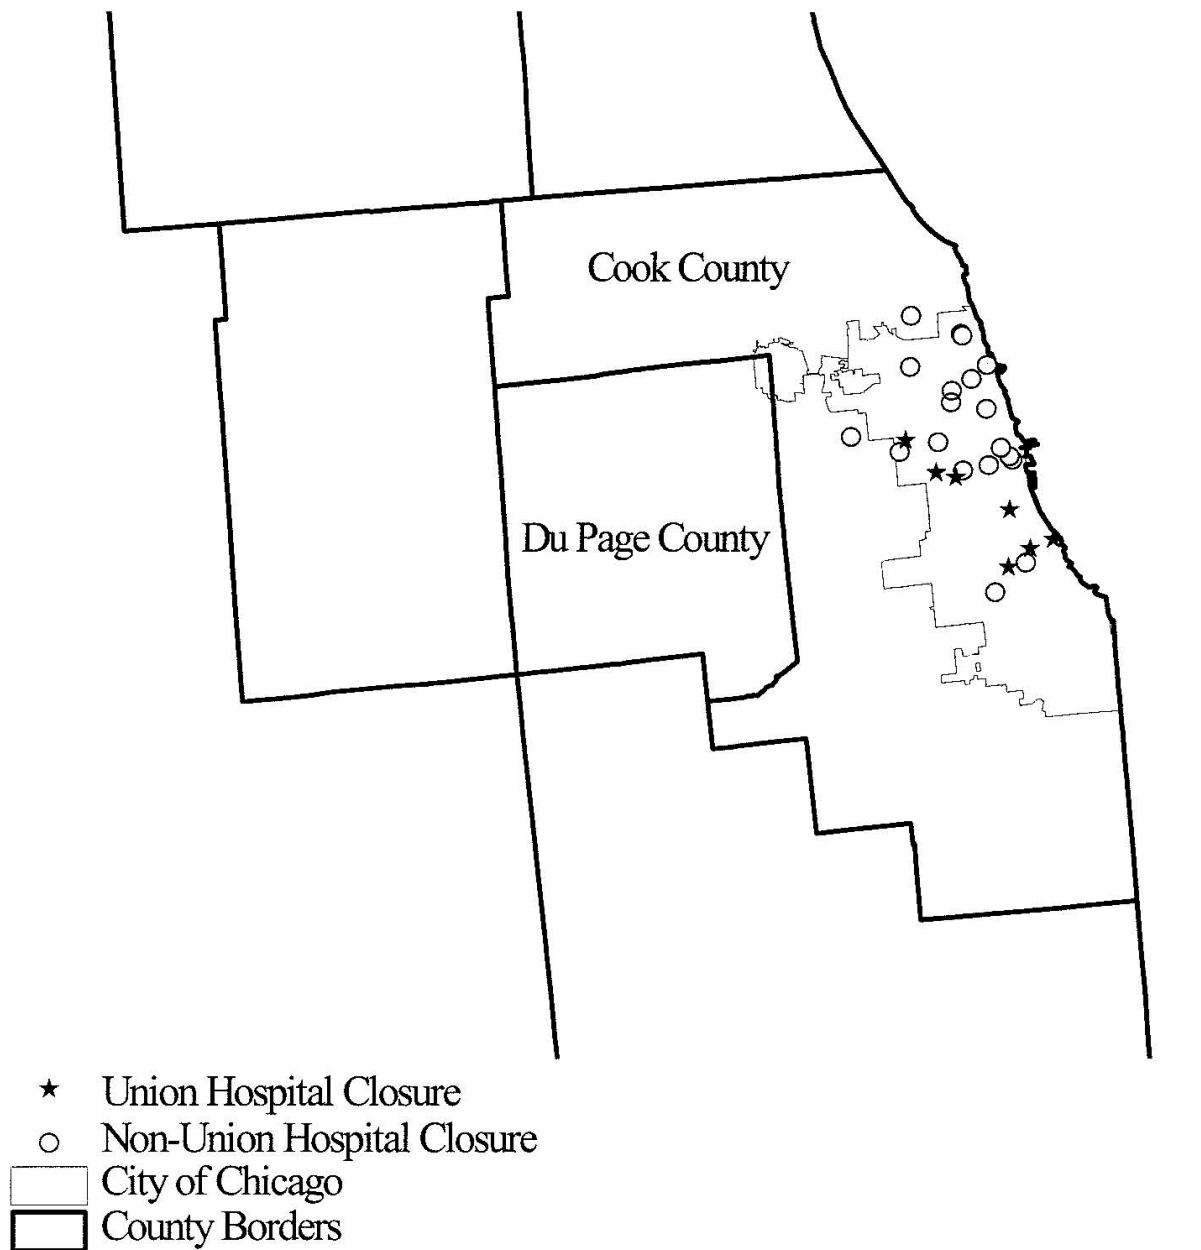 Cook County
Du Page County
Union Hospital Closure
Non-Union Hospital Closure
City of Chicago
County Borders